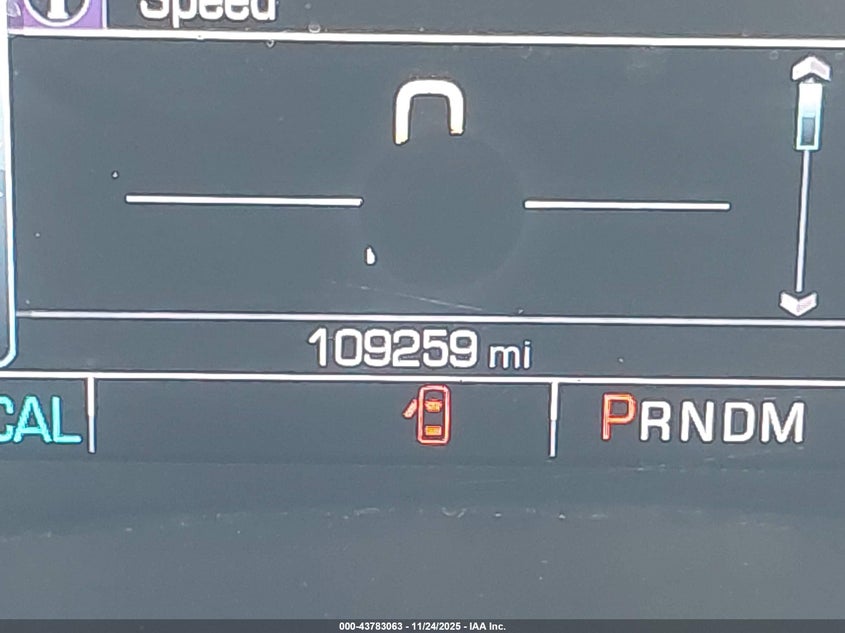 Speed
109259 mi
CAL
PRNDM
000-43783063 - 11/24/2025 - IAA Inc.